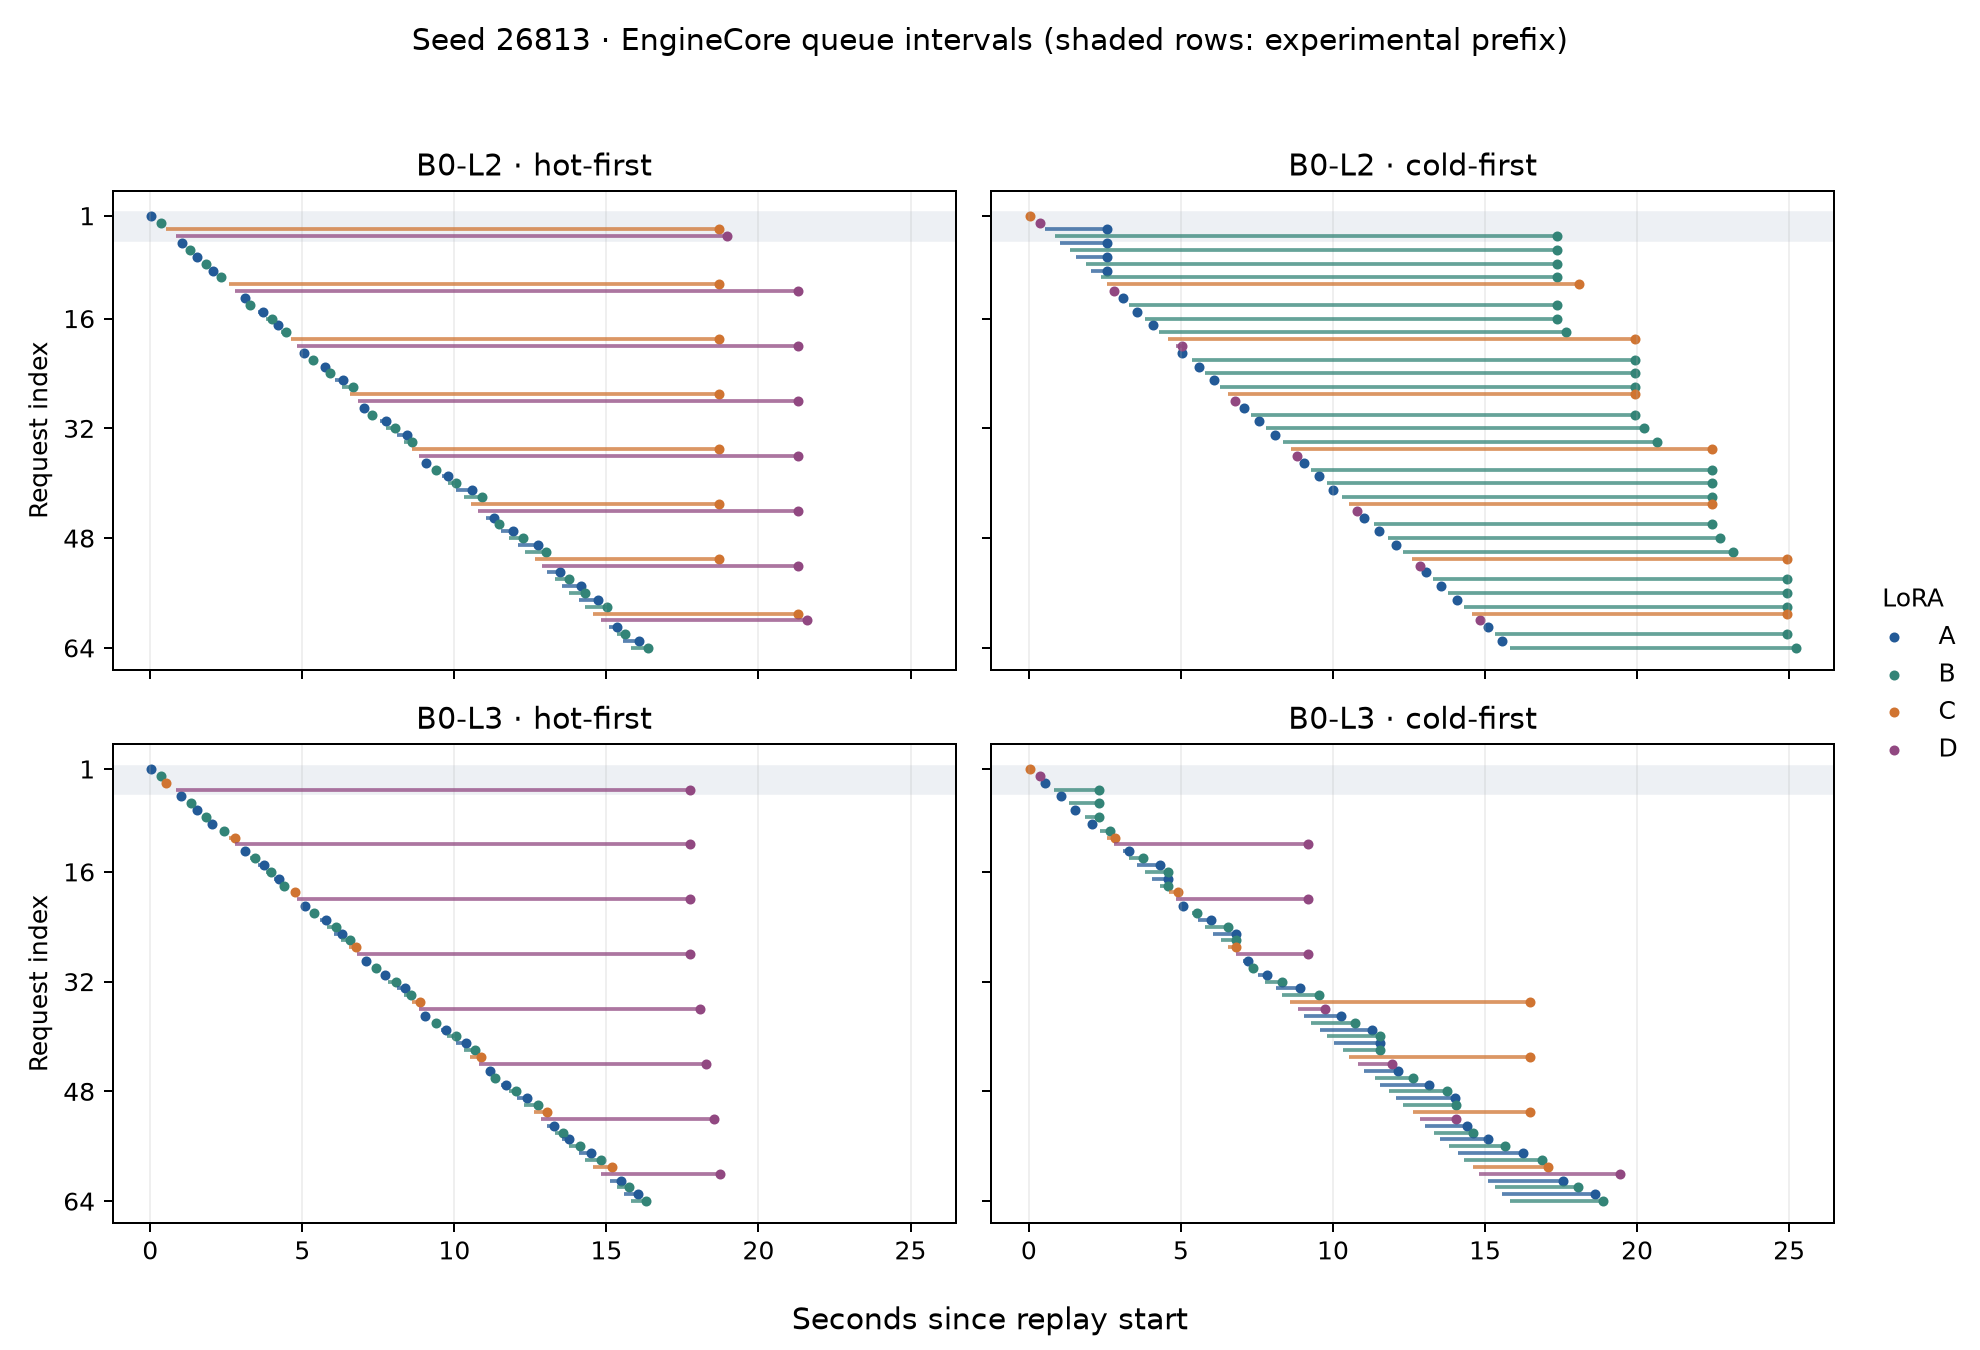 Seed 26813 · EngineCore queue intervals (shaded rows: experimental prefix)
B0-L2 · hot-first
B0-L2 · cold-first
1
16
32
48
64
Request index
LoRA
A
B
C
D
B0-L3 · hot-first
B0-L3 · cold-first
1
16
32
48
64
Request index
0 5 10 15 20 25
0 5 10 15 20 25
Seconds since replay start